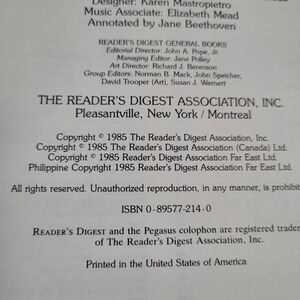 Designer: Karen Mastropietro
Music Associate: Elizabeth Mead
Annotated by Jane Beethoven
READER'S DIGEST GENERAL BOOKS
Editorial Director: John A. Pope, Jr.
Managing Editor: Jane Polley
Art Director: Richard J. Berenson
Group Editors: Norman B. Mack, John Speicher,
David Trooper (Art), Susan J. Wernert
THE READER'S DIGEST ASSOCIATION, INC.
Pleasantville, New York / Montreal
Copyright © 1985 The Reader's Digest Association, Inc.
Copyright © 1985 The Reader's Digest Association (Canada) Ltd.
Copyright © 1985 Reader's Digest Association Far East Ltd.
Philippine Copyright 1985 Reader's Digest Association Far East Ltd.
All rights reserved. Unauthorized reproduction, in any manner, is prohibit
ISBN 0-89577-214-0
READER'S DIGEST and the Pegasus colophon are registered tradem
of The Reader's Digest Association, Inc.
Printed in the United States of America